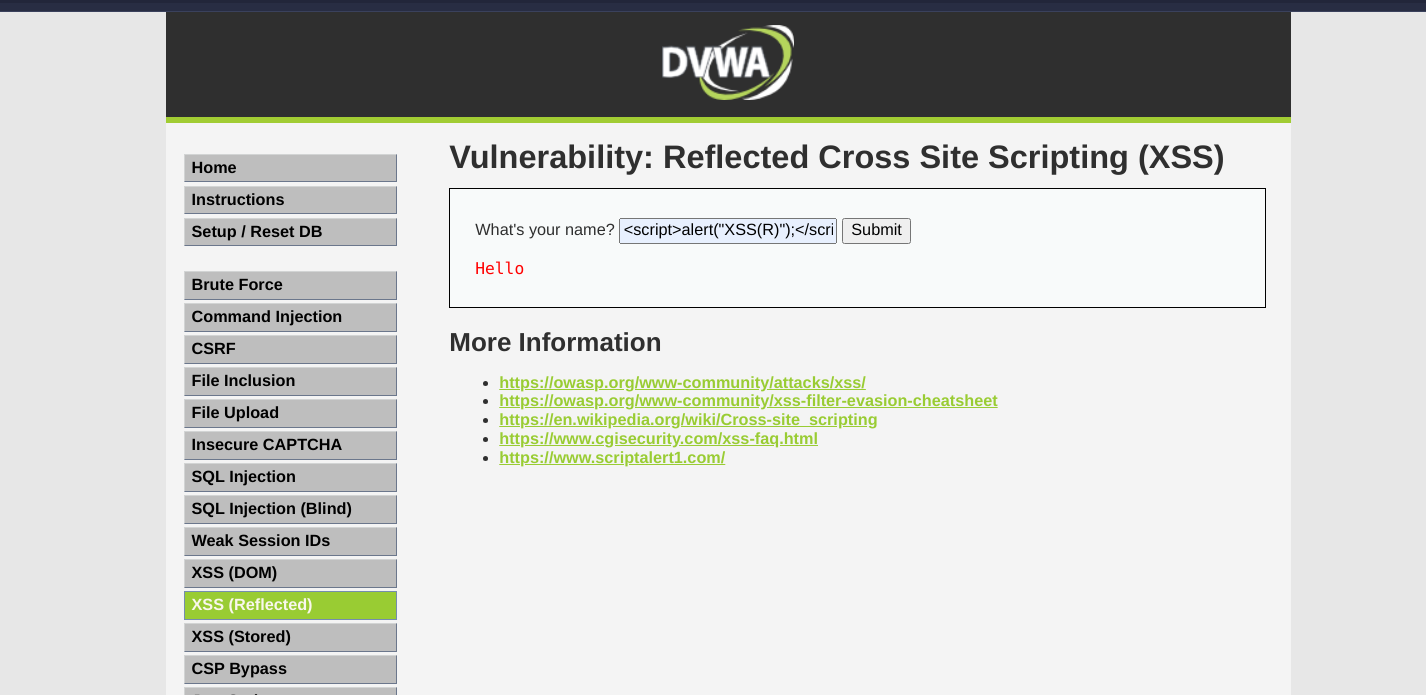 DVWA
Home
Instructions
Setup / Reset DB
Brute Force
Command Injection
CSRF
File Inclusion
File Upload
Insecure CAPTCHA
SQL Injection
SQL Injection (Blind)
Weak Session IDs
XSS (DOM)
XSS (Reflected)
XSS (Stored)
CSP Bypass
Vulnerability: Reflected Cross Site Scripting (XSS)
What's your name? <script>alert("XSS(R)");</scri Submit
Hello
More Information
https://owasp.org/www-community/attacks/xss/
https://owasp.org/www-community/xss-filter-evasion-cheatsheet
https://en.wikipedia.org/wiki/Cross-site_scripting
https://www.cgisecurity.com/xss-faq.html
https://www.scriptalert1.com/